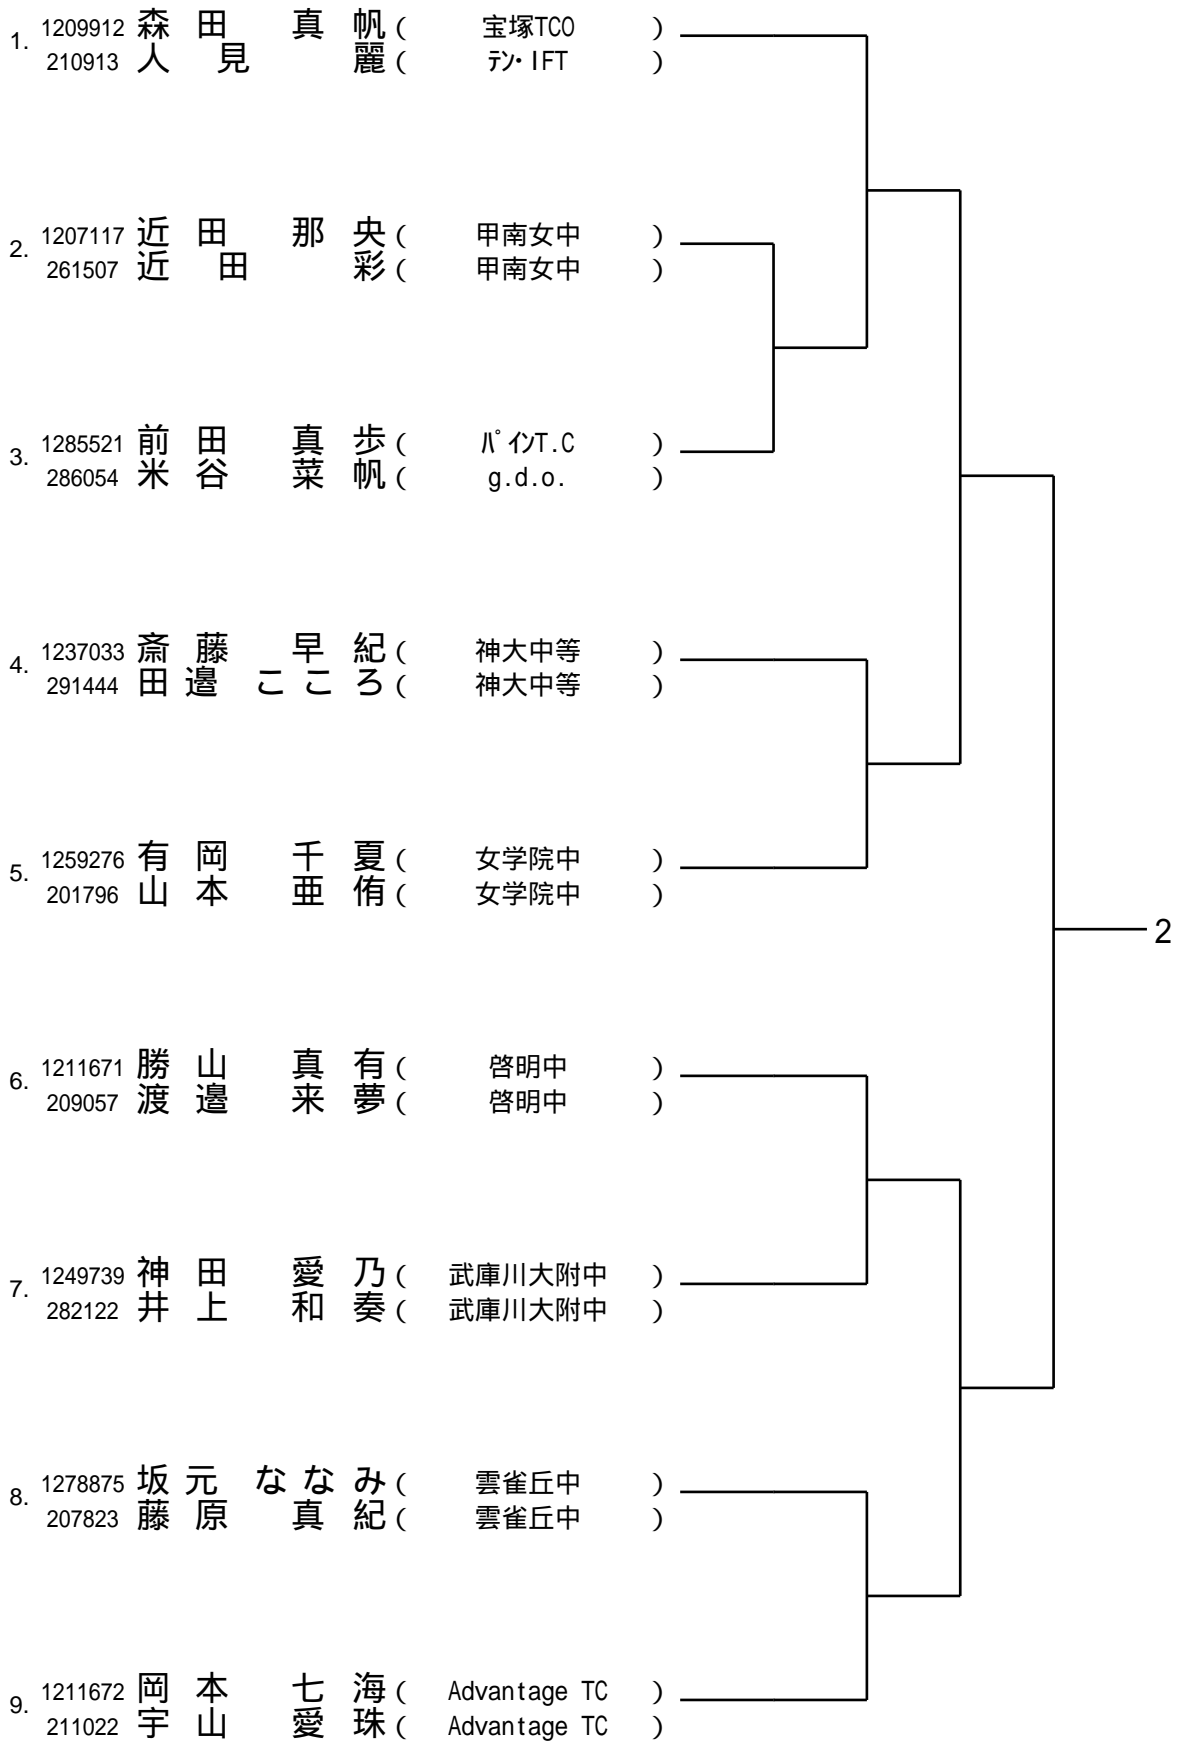 1. 1209912 森田 真帆 ( 宝塚TCO )
210913 人見 麗 ( テン・IFT )
2. 1207117 近田 那央 ( 甲南女中 )
261507 近田 彩 ( 甲南女中 )
3. 1285521 前田 真歩 ( パインT.C )
286054 米谷 菜帆 ( g.d.o. )
4. 1237033 斎藤 早紀 ( 神大中等 )
291444 田邉 こころ ( 神大中等 )
5. 1259276 有岡 千夏 ( 女学院中 )
201796 山本 亜侑 ( 女学院中 )
2
6. 1211671 勝山 真有 ( 啓明中 )
209057 渡邉 来夢 ( 啓明中 )
7. 1249739 神田 愛乃 ( 武庫川大附中 )
282122 井上 和奏 ( 武庫川大附中 )
8. 1278875 坂元 ななみ ( 雲雀丘中 )
207823 藤原 真紀 ( 雲雀丘中 )
9. 1211672 岡本 七海 ( Advantage TC )
211022 宇山 愛珠 ( Advantage TC )